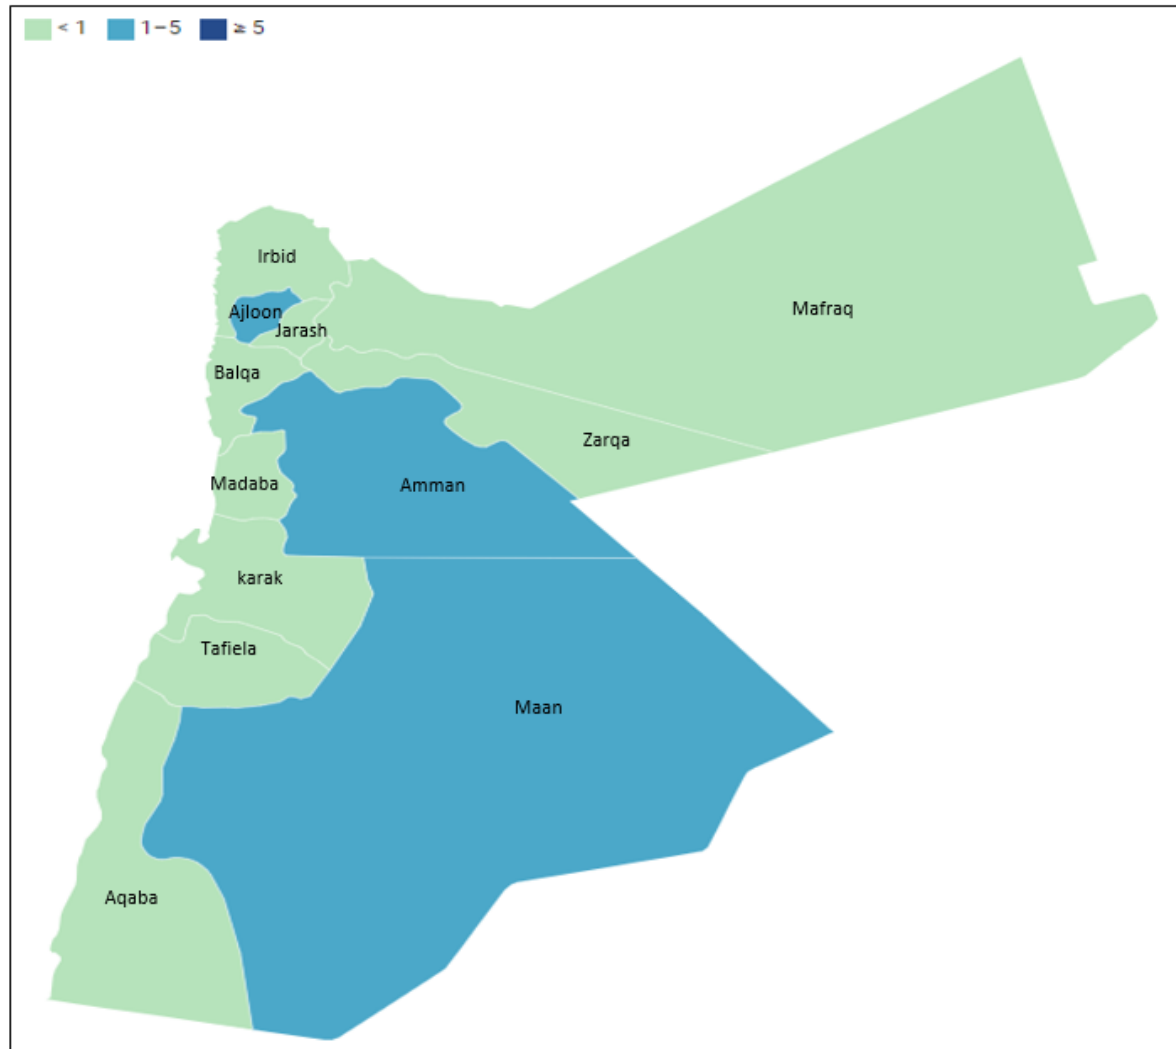 < 1 1–5 ≥ 5
Irbid
Ajloon
Mafraq
Jarash
Balqa
Zarqa
Madaba
Amman
karak
Tafiela
Maan
Aqaba